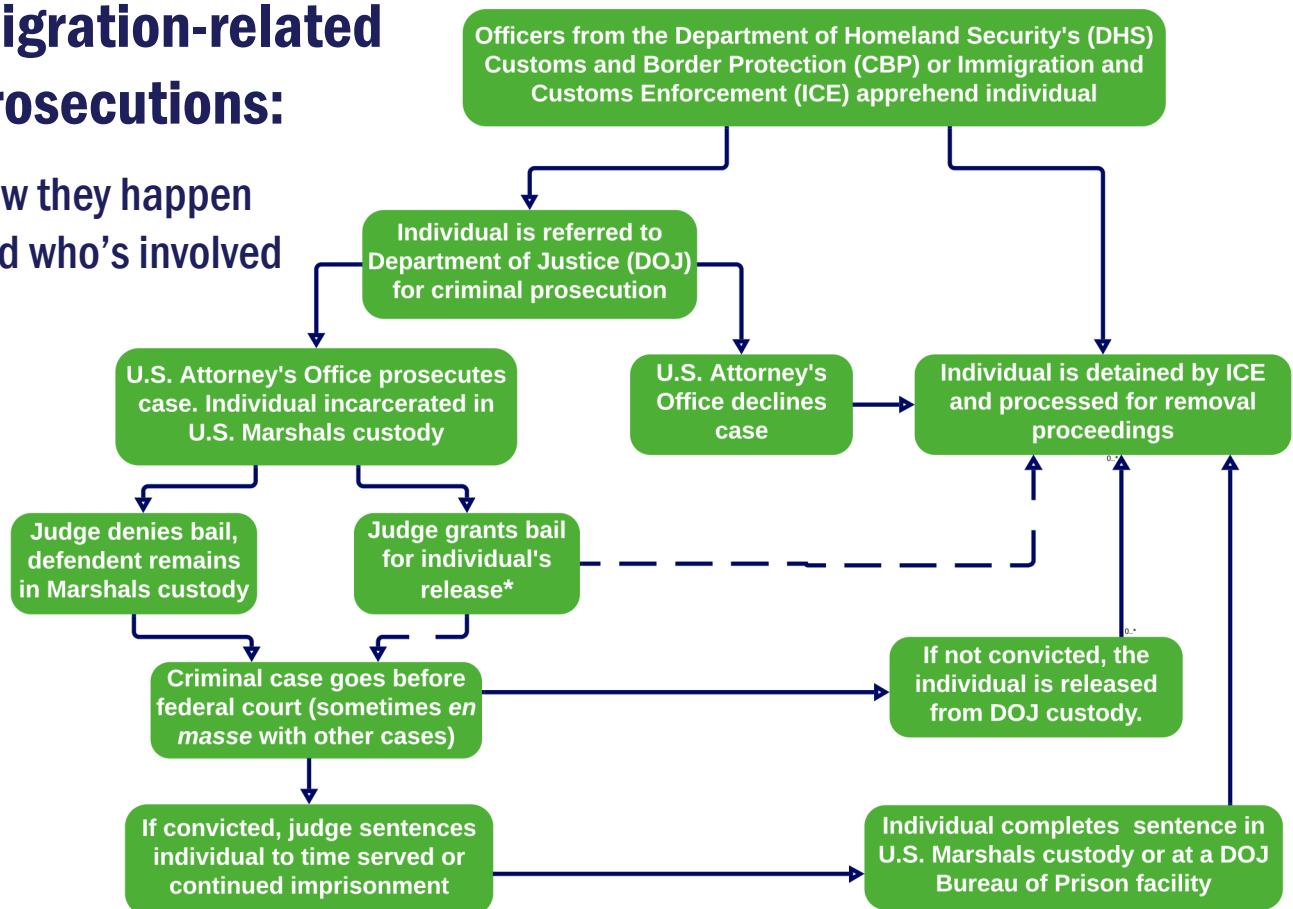 igration-related
rosecutions:
w they happen
d who's involved
Officers from the Department of Homeland Security's (DHS)
Customs and Border Protection (CBP) or Immigration and
Customs Enforcement (ICE) apprehend individual
Individual is referred to
Department of Justice (DOJ)
for criminal prosecution
U.S. Attorney's Office prosecutes
case. Individual incarcerated in
U.S. Marshals custody
U.S. Attorney's
Office declines
case
Individual is detained by ICE
and processed for removal
proceedings
0..*
Judge denies bail,
defendent remains
in Marshals custody
Judge grants bail
for individual's
release*
0..*
Criminal case goes before
federal court (sometimes en
masse with other cases)
If not convicted, the
individual is released
from DOJ custody.
If convicted, judge sentences
individual to time served or
continued imprisonment
Individual completes  sentence in
U.S. Marshals custody or at a DOJ
Bureau of Prison facility